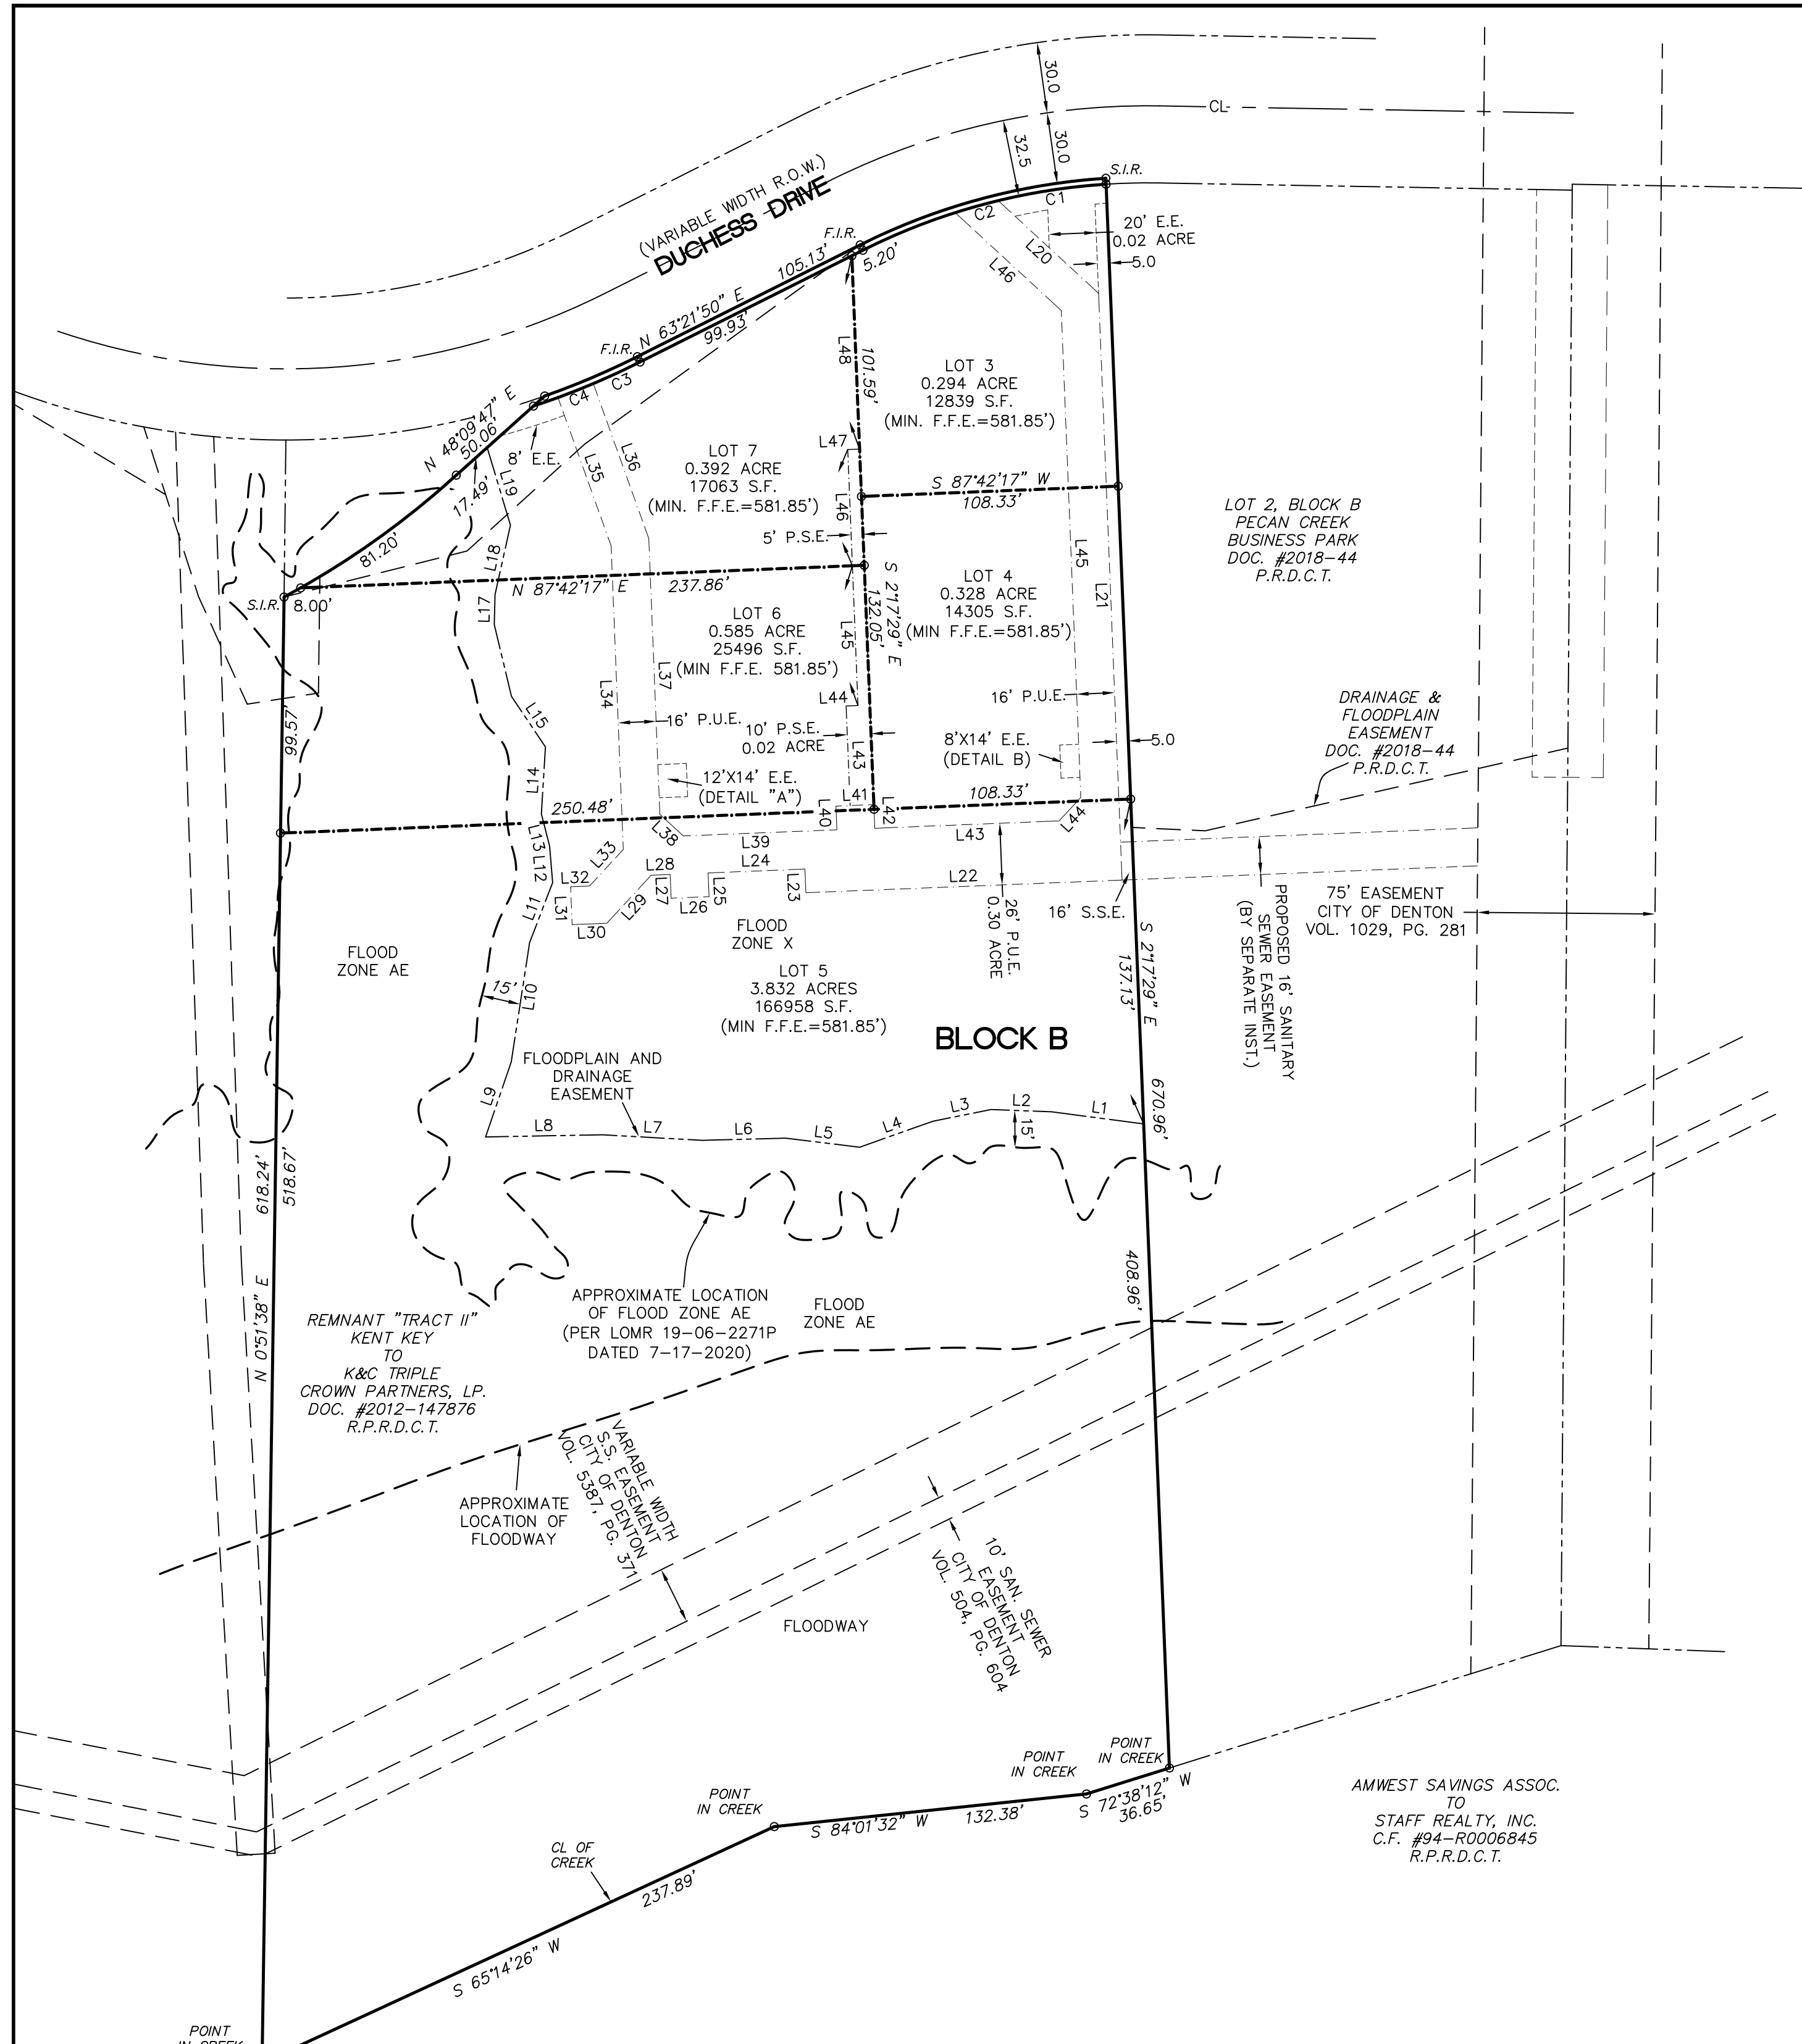 30.0
CL
30.0
32.5
(VARIABLE WIDTH R.O.W.)
DUCHESS DRIVE
S.I.R.
C1
C2
20' E.E.
0.02 ACRE
5.0
L20
L46
F.I.R.
105.13'
5.20'
N 63°21'50" E
99.93'
F.I.R.
C3
C4
N 48°09'47" E
50.06'
8' E.E.
17.49'
81.20'
L19
L35
L36
L48
101.59'
LOT 3
0.294 ACRE
12839 S.F.
(MIN. F.F.E.=581.85')
L47
LOT 7
0.392 ACRE
17063 S.F.
(MIN. F.F.E.=581.85')
L46
5' P.S.E.
S 87°42'17" W
108.33'
LOT 2, BLOCK B
PECAN CREEK
BUSINESS PARK
DOC. #2018-44
P.R.D.C.T.
L18
L17
L45
L21
S.I.R.
8.00'
N 87°42'17" E
237.86'
S 2°17'29" E
132.05'
LOT 4
0.328 ACRE
14305 S.F.
(MIN F.F.E.=581.85')
LOT 6
0.585 ACRE
25496 S.F.
(MIN F.F.E. 581.85')
L45
L37
L34
L44
16' P.U.E.
16' P.U.E.
10' P.S.E.
0.02 ACRE
L43
8'X14' E.E.
(DETAIL B)
5.0
DRAINAGE &
FLOODPLAIN
EASEMENT
DOC. #2018-44
P.R.D.C.T.
99.57'
L15
L14
12'X14' E.E.
(DETAIL "A")
250.48'
L41
L40
L42
108.33'
L44
L43
L38
L39
L13
L12
L33
L32
L28
L24
L27
L25
L23
L22
L31
L29
L26
L30
L11
26' P.U.E.
0.30 ACRE
16' S.S.E.
PROPOSED 16' SANITARY
SEWER EASEMENT
(BY SEPARATE INST.)
75' EASEMENT
CITY OF DENTON
VOL. 1029, PG. 281
FLOOD
ZONE X
FLOOD
ZONE AE
LOT 5
3.832 ACRES
166958 S.F.
(MIN F.F.E.=581.85')
15'
L10
S 2°17'29" E
137.13'
BLOCK B
FLOODPLAIN AND
DRAINAGE
EASEMENT
L9
L8
L7
L6
L5
L4
L3
L2
L1
15'
670.96'
618.24'
518.67'
N 0°51'38" E
408.96'
APPROXIMATE LOCATION
OF FLOOD ZONE AE
(PER LOMR 19-06-2271P
DATED 7-17-2020)
FLOOD
ZONE AE
REMNANT "TRACT II"
KENT KEY
TO
K&C TRIPLE
CROWN PARTNERS, LP.
DOC. #2012-147876
R.P.R.D.C.T.
APPROXIMATE
LOCATION OF
FLOODWAY
VARIABLE WIDTH
S.S. EASEMENT
CITY OF DENTON
VOL. 5387, PG. 371
10' SAN. SEWER
EASEMENT
CITY OF DENTON
VOL. 504, PG. 604
FLOODWAY
POINT
IN CREEK
POINT
IN CREEK
POINT
IN CREEK
S 72°38'12" W
36.65'
S 84°01'32" W
132.38'
CL OF
CREEK
237.89'
S 65°14'26" W
AMWEST SAVINGS ASSOC.
TO
STAFF REALTY, INC.
C.F. #94-R0006845
R.P.R.D.C.T.
POINT
IN CREEK